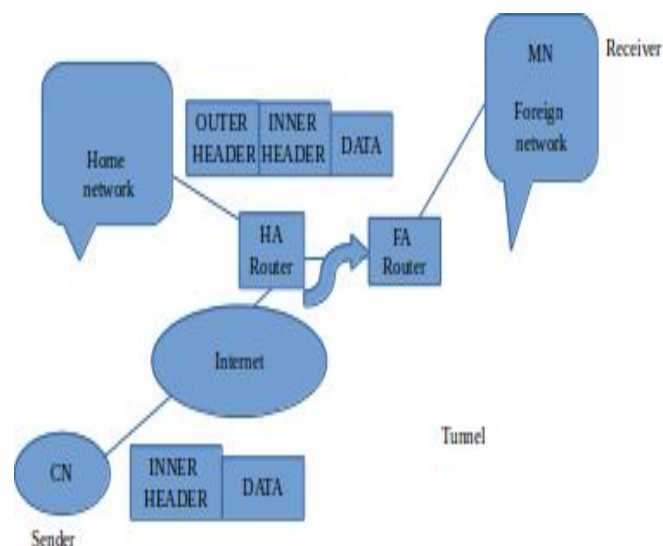 MN
Foreign
network
Receiver
Home
network
OUTER
HEADER
INNER
HEADER
DATA
HA
Router
FA
Router
Internet
Tunnel
CN
Sender
INNER
HEADER
DATA